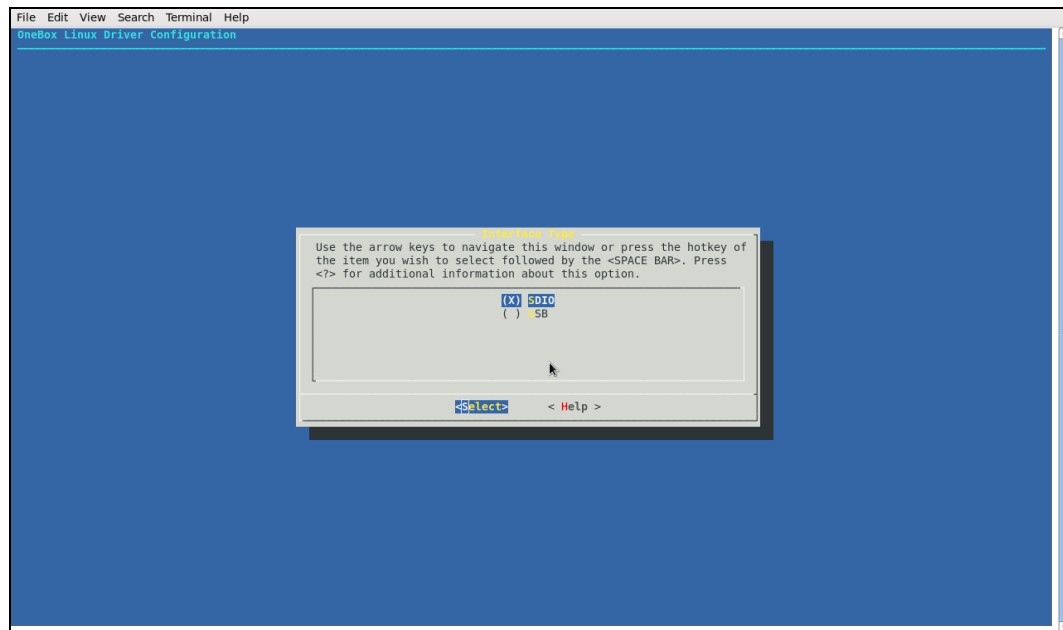 File Edit View Search Terminal Help
OneBox Linux Driver Configuration
Interface Type
Use the arrow keys to navigate this window or press the hotkey of
the item you wish to select followed by the <SPACE BAR>. Press
<?> for additional information about this option.
(X) SDIO
( ) USB
<Select> < Help >